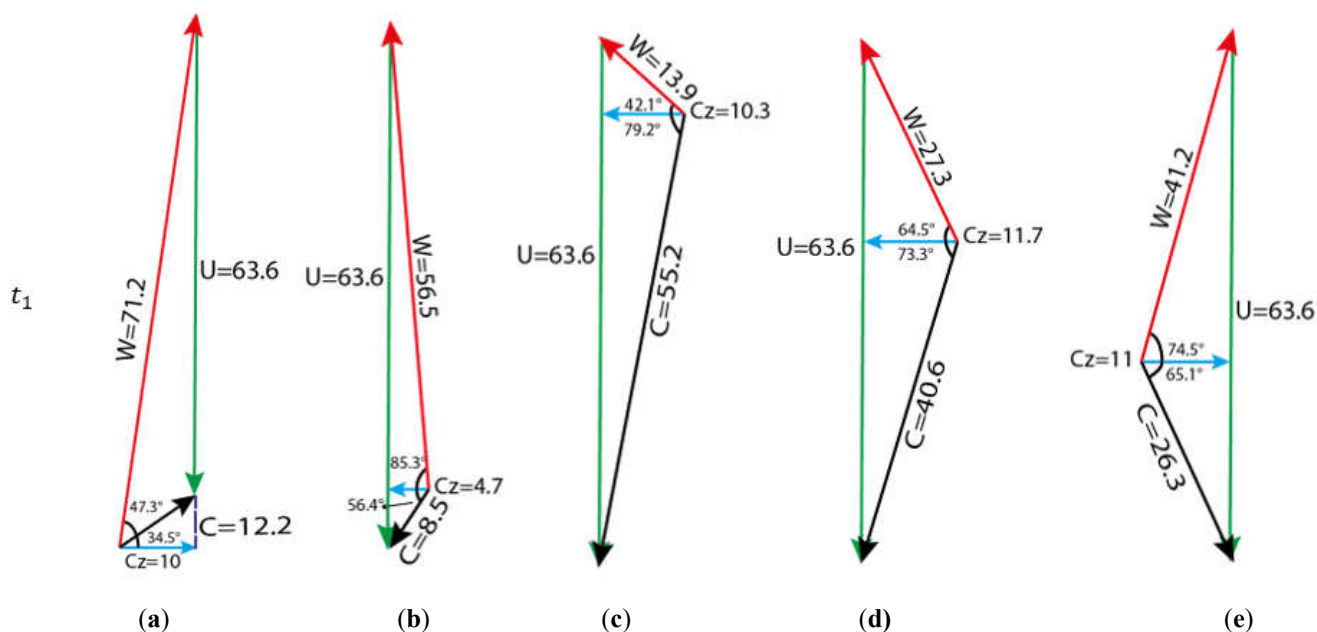 t₁
W=71.2
U=63.6
47.3°
34.5°
C=12.2
Cz=10
(a)
U=63.6
W=56.5
85.3°
Cz=4.7
56.4°
C=8.5
(b)
W=13.9
42.1°
Cz=10.3
79.2°
U=63.6
C=55.2
(c)
W=27.3
64.5°
Cz=11.7
U=63.6
73.3°
C=40.6
(d)
W=41.2
U=63.6
74.5°
Cz=11
65.1°
C=26.3
(e)